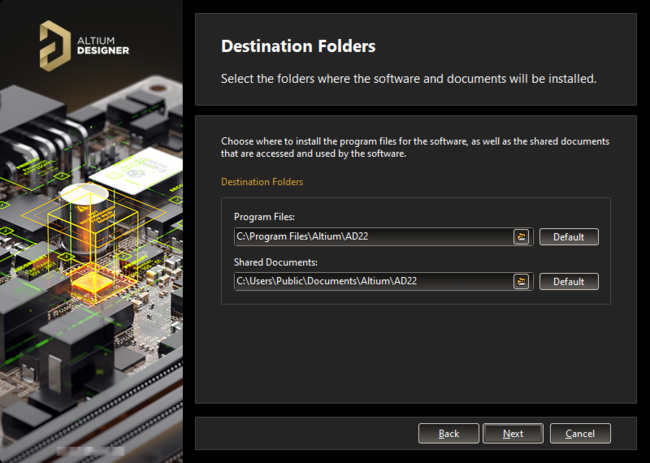 ALTIUM
DESIGNER
Destination Folders
Select the folders where the software and documents will be installed.
Choose where to install the program files for the software, as well as the shared documents
that are accessed and used by the software.
Destination Folders
Program Files:
C:\Program Files\Altium\AD22
Default
Shared Documents:
C:\Users\Public\Documents\Altium\AD22
Default
Back
Next
Cancel